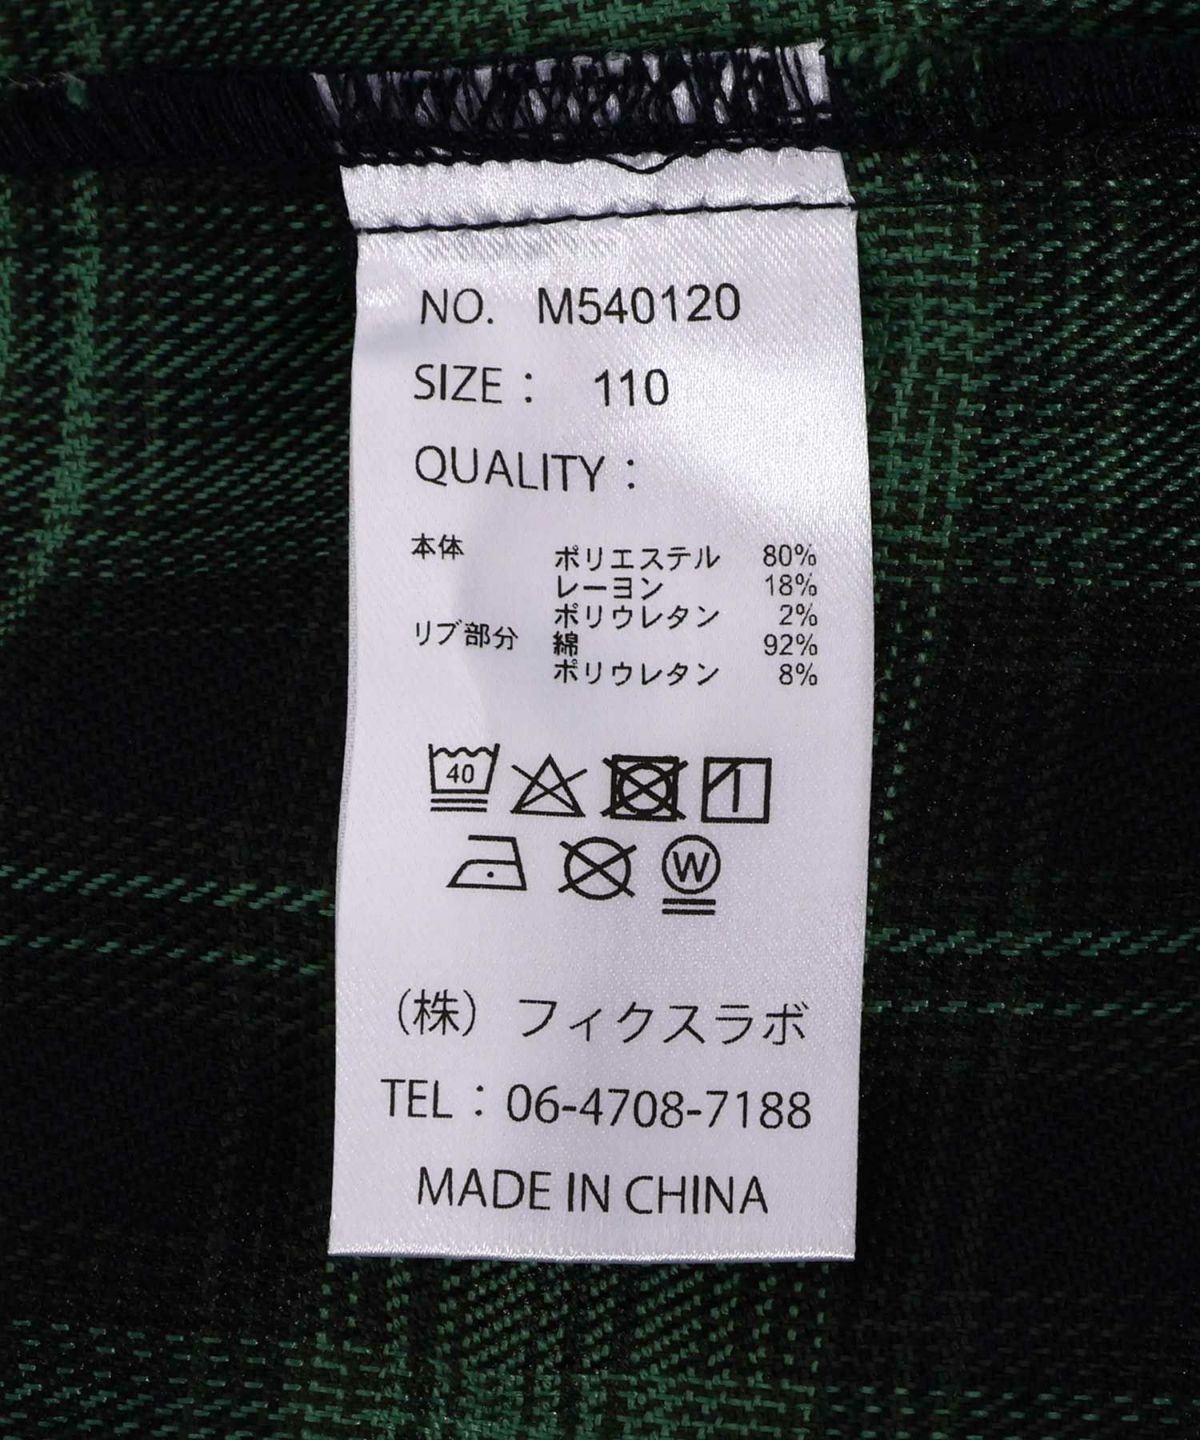 NO. M540120
SIZE： 110
QUALITY：
本体 ポリエステル 80%
レーヨン 18%
ポリウレタン 2%
リブ部分 綿 92%
ポリウレタン 8%
40
W
（株）フィクスラボ
TEL：06-4708-7188
MADE IN CHINA